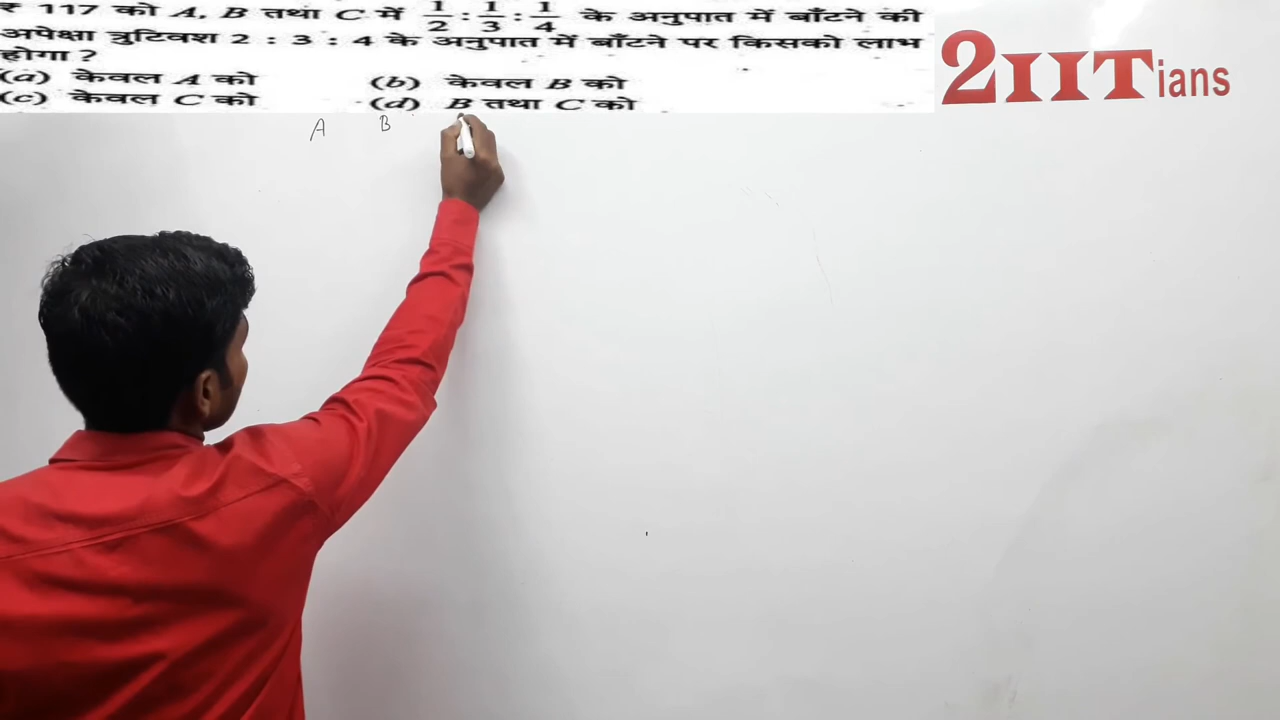 ₹ 117 को A, B तथा C में 1/2 : 1/3 : 1/4 के अनुपात में बाँटने की
अपेक्षा त्रुटिवश 2 : 3 : 4 के अनुपात में बाँटने पर किसको लाभ
होगा ?
(a) केवल A को (b) केवल B को
(c) केवल C को (d) B तथा C को
2IITians
A B